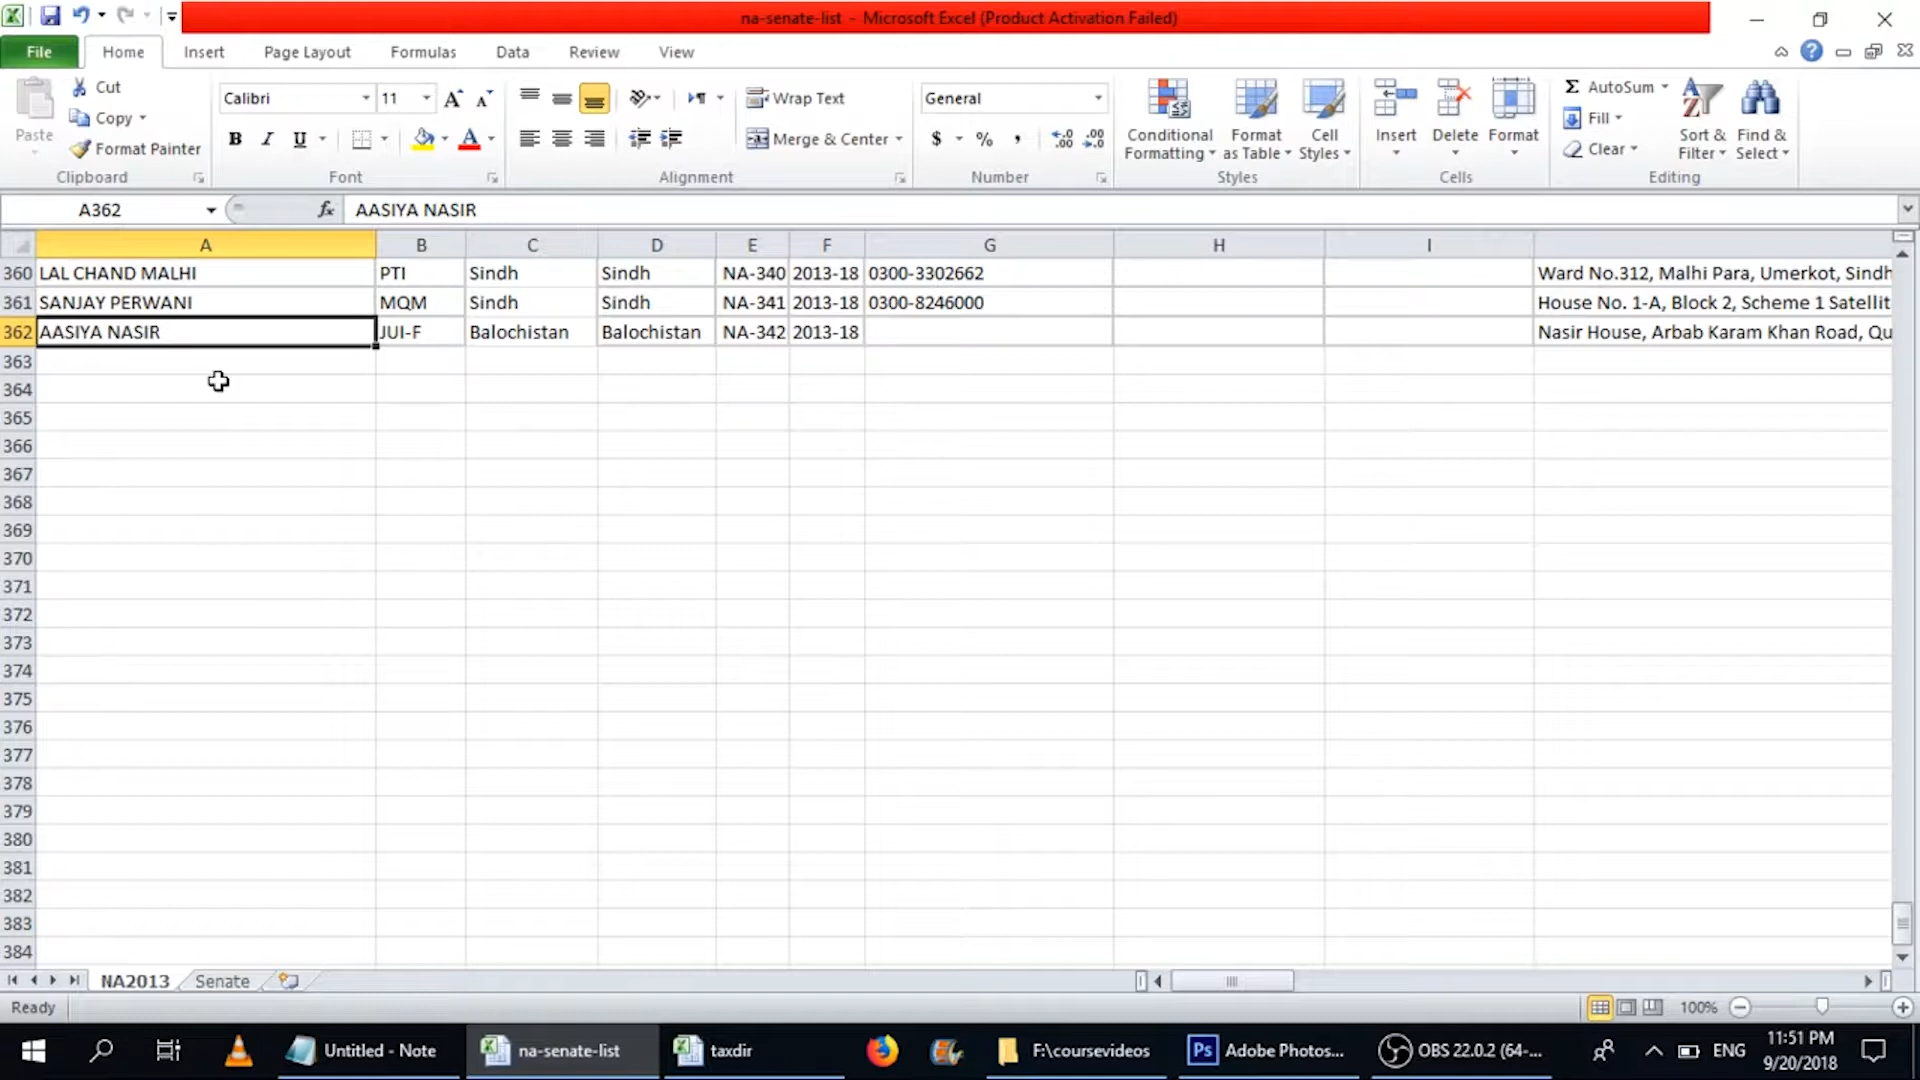 na-senate-list - Microsoft Excel (Product Activation Failed)
File Home Insert Page Layout Formulas Data Review View
Paste Cut Copy Format Painter Clipboard
Calibri 11 B I U A Font
Wrap Text Merge & Center Alignment
General $ % , Number
Conditional Formatting Format as Table Cell Styles Styles
Insert Delete Format Cells
Σ AutoSum Fill Clear Sort & Filter Find & Select Editing
A362 fx AASIYA NASIR
A B C D E F G H I
360 LAL CHAND MALHI PTI Sindh Sindh NA-340 2013-18 0300-3302662 Ward No.312, Malhi Para, Umerkot, Sindh
361 SANJAY PERWANI MQM Sindh Sindh NA-341 2013-18 0300-8246000 House No. 1-A, Block 2, Scheme 1 Satellit
362 AASIYA NASIR JUI-F Balochistan Balochistan NA-342 2013-18 Nasir House, Arbab Karam Khan Road, Qu
363
364
365
366
367
368
369
370
371
372
373
374
375
376
377
378
379
380
381
382
383
384
NA2013 Senate
Ready 100%
Untitled - Note na-senate-list taxdir F:\coursevideos Ps Adobe Photos... OBS 22.0.2 (64-... ENG 11:51 PM
9/20/2018